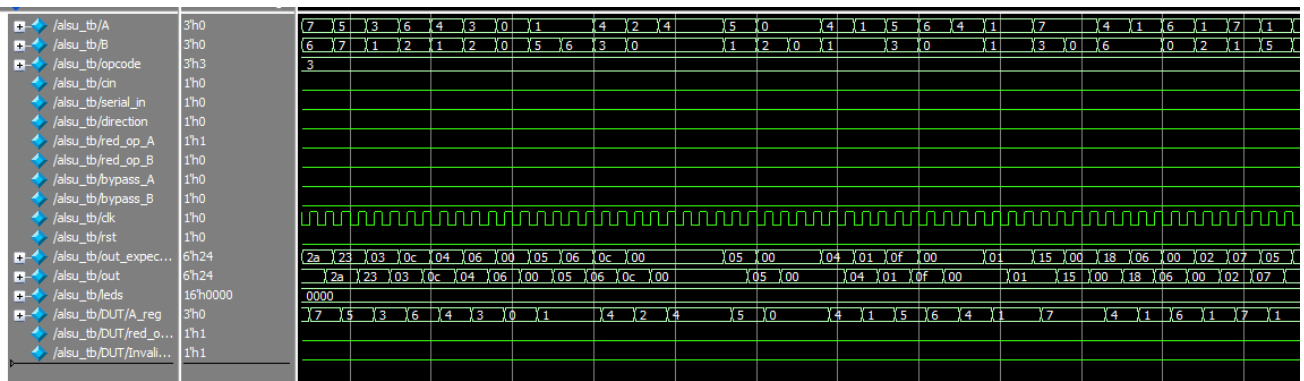 /alsu_tb/A 3'h0 7 5 3 6 4 3 0 1 4 2 4 5 0 4 1 5 6 4 1 7 4 1 6 1 7 1
/alsu_tb/B 3'h0 6 7 1 2 1 2 0 5 6 3 0 1 2 0 1 3 0 1 3 0 6 0 2 1 5
/alsu_tb/opcode 3'h3 3
/alsu_tb/cin 1'h0
/alsu_tb/serial_in 1'h0
/alsu_tb/direction 1'h0
/alsu_tb/red_op_A 1'h1
/alsu_tb/red_op_B 1'h0
/alsu_tb/bypass_A 1'h0
/alsu_tb/bypass_B 1'h0
/alsu_tb/clk 1'h0
/alsu_tb/rst 1'h0
/alsu_tb/out_expec... 6'h24 2a 23 03 0c 04 06 00 05 06 0c 00 05 00 04 01 0f 00 01 15 00 18 06 00 02 07 05
/alsu_tb/out 6'h24 2a 23 03 0c 04 06 00 05 06 0c 00 05 00 04 01 0f 00 01 15 00 18 06 00 02 07
/alsu_tb/leds 16'h0000 0000
/alsu_tb/DUT/A_reg 3'h0 7 5 3 6 4 3 0 1 4 2 4 5 0 4 1 5 6 4 1 7 4 1 6 1 7 1
/alsu_tb/DUT/red_o... 1'h1
/alsu_tb/DUT/Invali... 1'h1